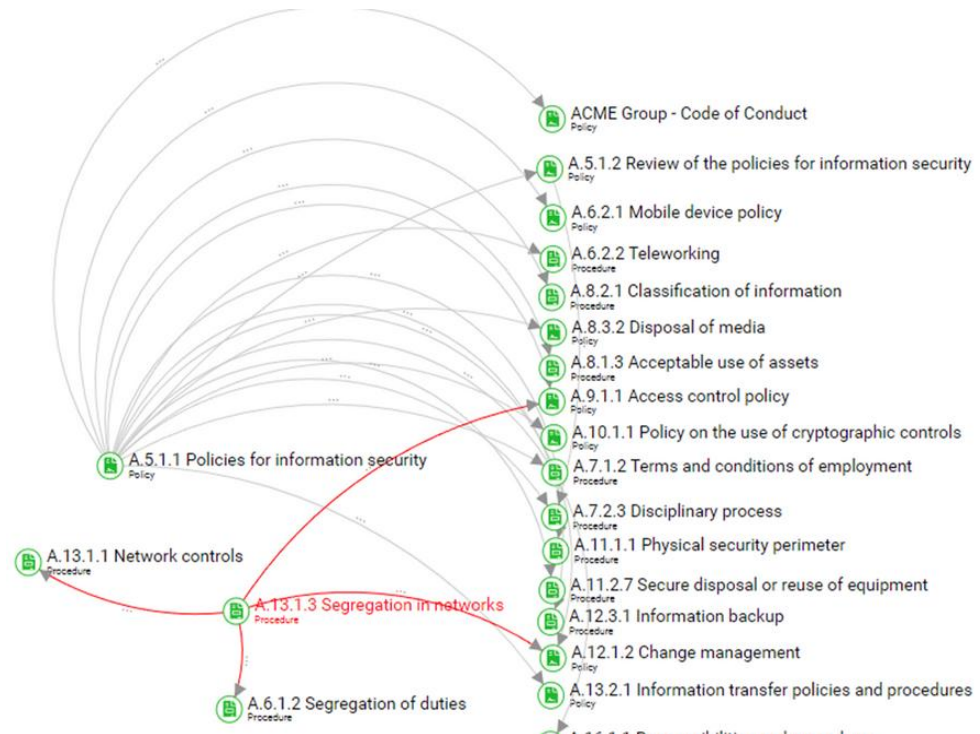 ACME Group - Code of Conduct
Policy
A.5.1.2 Review of the policies for information security
Policy
A.6.2.1 Mobile device policy
Policy
A.6.2.2 Teleworking
Procedure
A.8.2.1 Classification of information
Procedure
A.8.3.2 Disposal of media
Policy
A.8.1.3 Acceptable use of assets
Procedure
A.9.1.1 Access control policy
Policy
A.10.1.1 Policy on the use of cryptographic controls
Policy
A.5.1.1 Policies for information security
Policy
A.7.1.2 Terms and conditions of employment
Procedure
A.7.2.3 Disciplinary process
Procedure
A.11.1.1 Physical security perimeter
Procedure
A.13.1.1 Network controls
Procedure
A.11.2.7 Secure disposal or reuse of equipment
Procedure
A.13.1.3 Segregation in networks
Procedure
A.12.3.1 Information backup
Procedure
A.12.1.2 Change management
Policy
A.13.2.1 Information transfer policies and procedures
Policy
A.6.1.2 Segregation of duties
Procedure